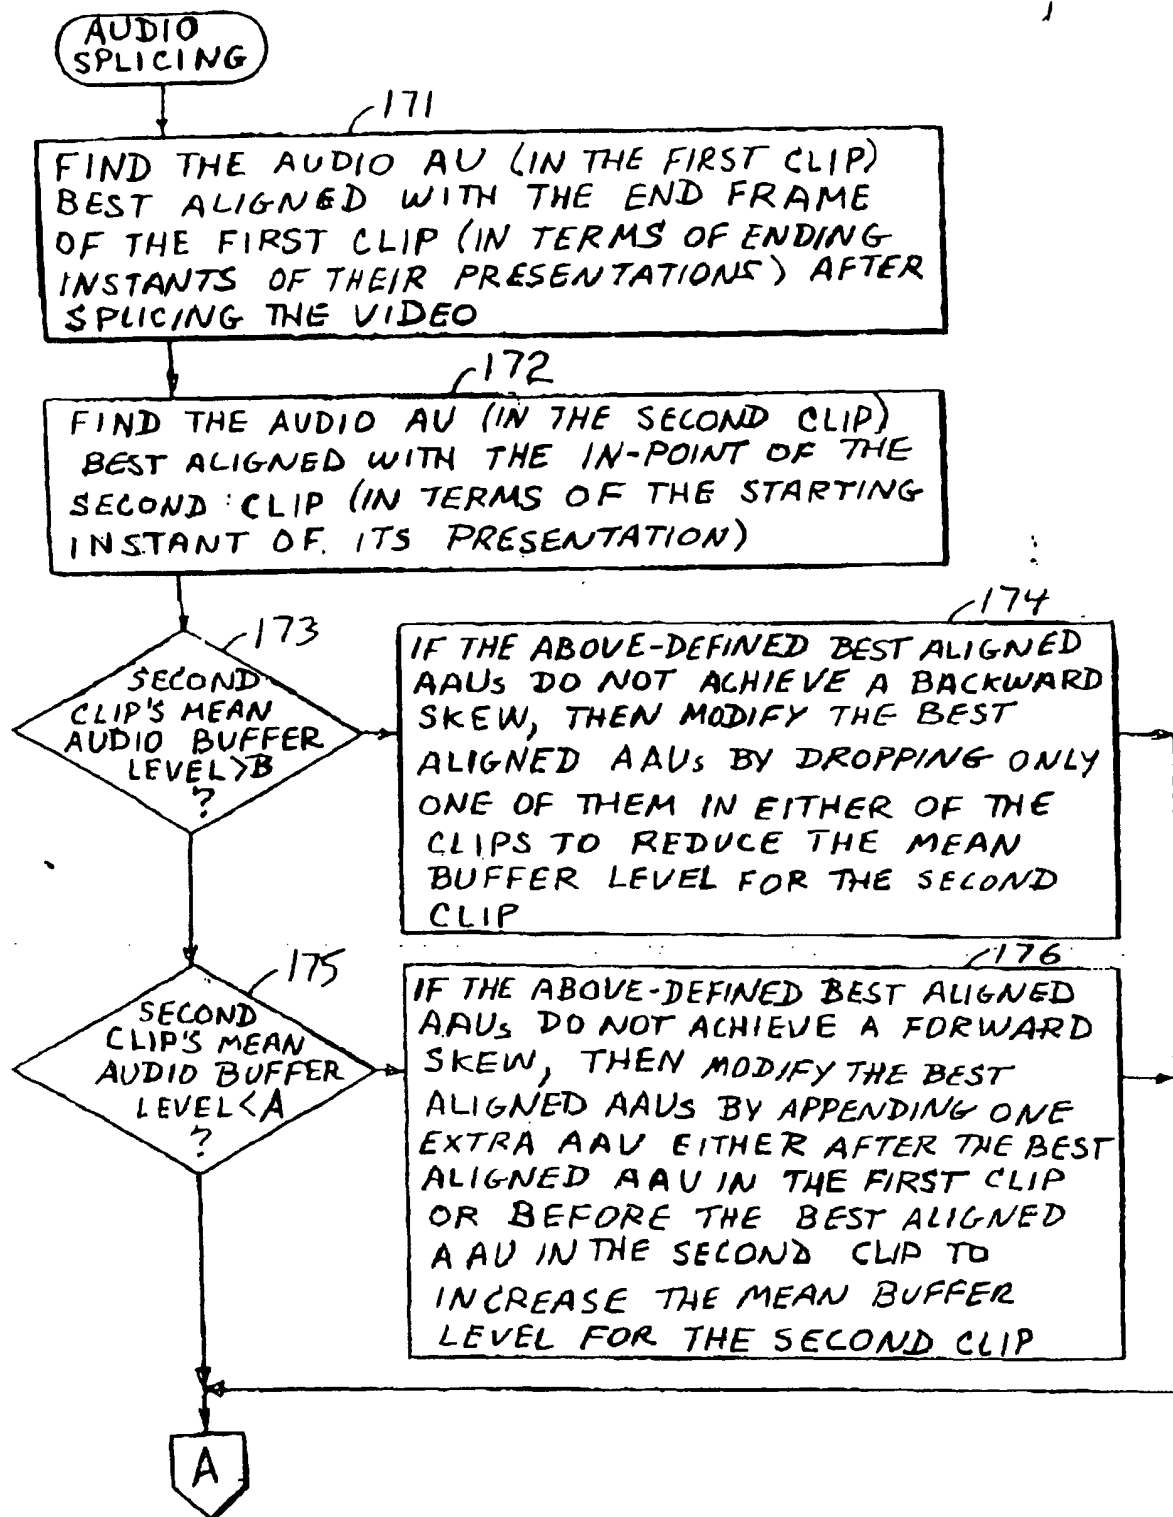 AUDIO
SPLICING
171
FIND THE AUDIO AU (IN THE FIRST CLIP)
BEST ALIGNED WITH THE END FRAME
OF THE FIRST CLIP (IN TERMS OF ENDING
INSTANTS OF THEIR PRESENTATIONS) AFTER
SPLICING THE VIDEO
172
FIND THE AUDIO AU (IN THE SECOND CLIP)
BEST ALIGNED WITH THE IN-POINT OF THE
SECOND CLIP (IN TERMS OF THE STARTING
INSTANT OF ITS PRESENTATION)
173
SECOND
CLIP'S MEAN
AUDIO BUFFER
LEVEL>B
?
174
IF THE ABOVE-DEFINED BEST ALIGNED
AAUs DO NOT ACHIEVE A BACKWARD
SKEW, THEN MODIFY THE BEST
ALIGNED AAUs BY DROPPING ONLY
ONE OF THEM IN EITHER OF THE
CLIPS TO REDUCE THE MEAN
BUFFER LEVEL FOR THE SECOND
CLIP
175
SECOND
CLIP'S MEAN
AUDIO BUFFER
LEVEL<A
?
176
IF THE ABOVE-DEFINED BEST ALIGNED
AAUs DO NOT ACHIEVE A FORWARD
SKEW, THEN MODIFY THE BEST
ALIGNED AAUs BY APPENDING ONE
EXTRA AAU EITHER AFTER THE BEST
ALIGNED AAU IN THE FIRST CLIP
OR BEFORE THE BEST ALIGNED
AAU IN THE SECOND CLIP TO
INCREASE THE MEAN BUFFER
LEVEL FOR THE SECOND CLIP
A